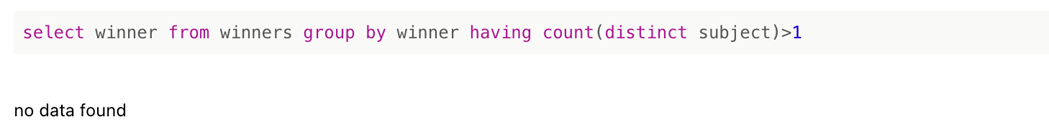 select winner from winners group by winner having count(distinct subject)>1
no data found